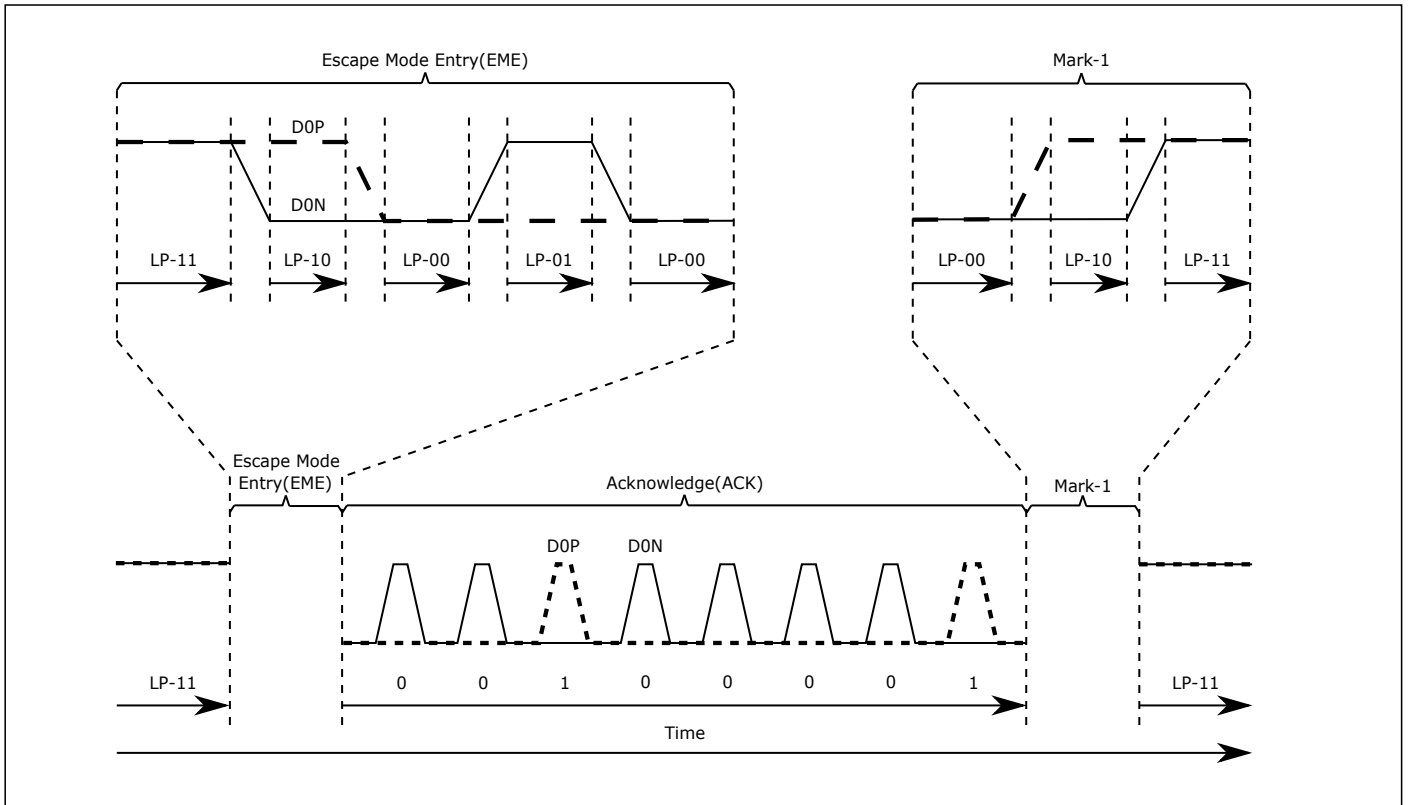 Escape Mode Entry(EME)
Mark-1
D0P
D0N
LP-11 LP-10 LP-00 LP-01 LP-00
LP-00 LP-10 LP-11
Escape Mode
Entry(EME)
Acknowledge(ACK)
Mark-1
D0P D0N
LP-11 0 0 1 0 0 0 0 1 LP-11
Time